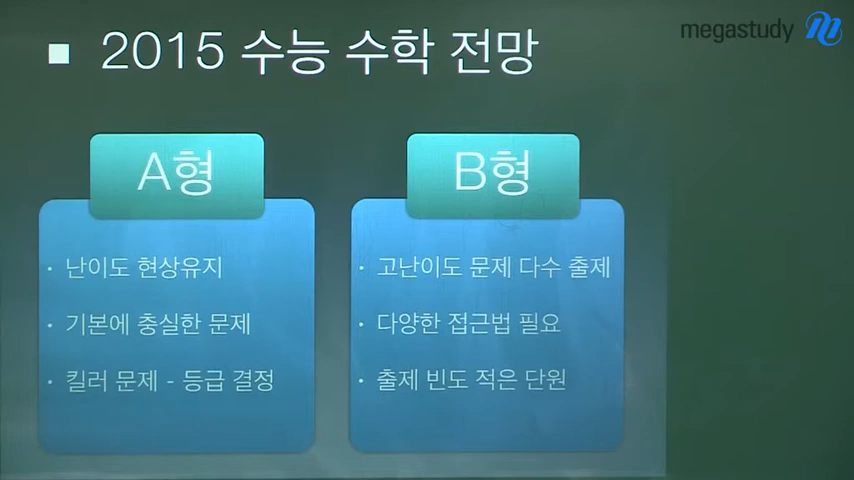 ■ 2015 수능 수학 전망
megastudy
A형
· 난이도 현상유지
· 기본에 충실한 문제
· 킬러 문제 - 등급 결정
B형
· 고난이도 문제 다수 출제
· 다양한 접근법 필요
· 출제 빈도 적은 단원